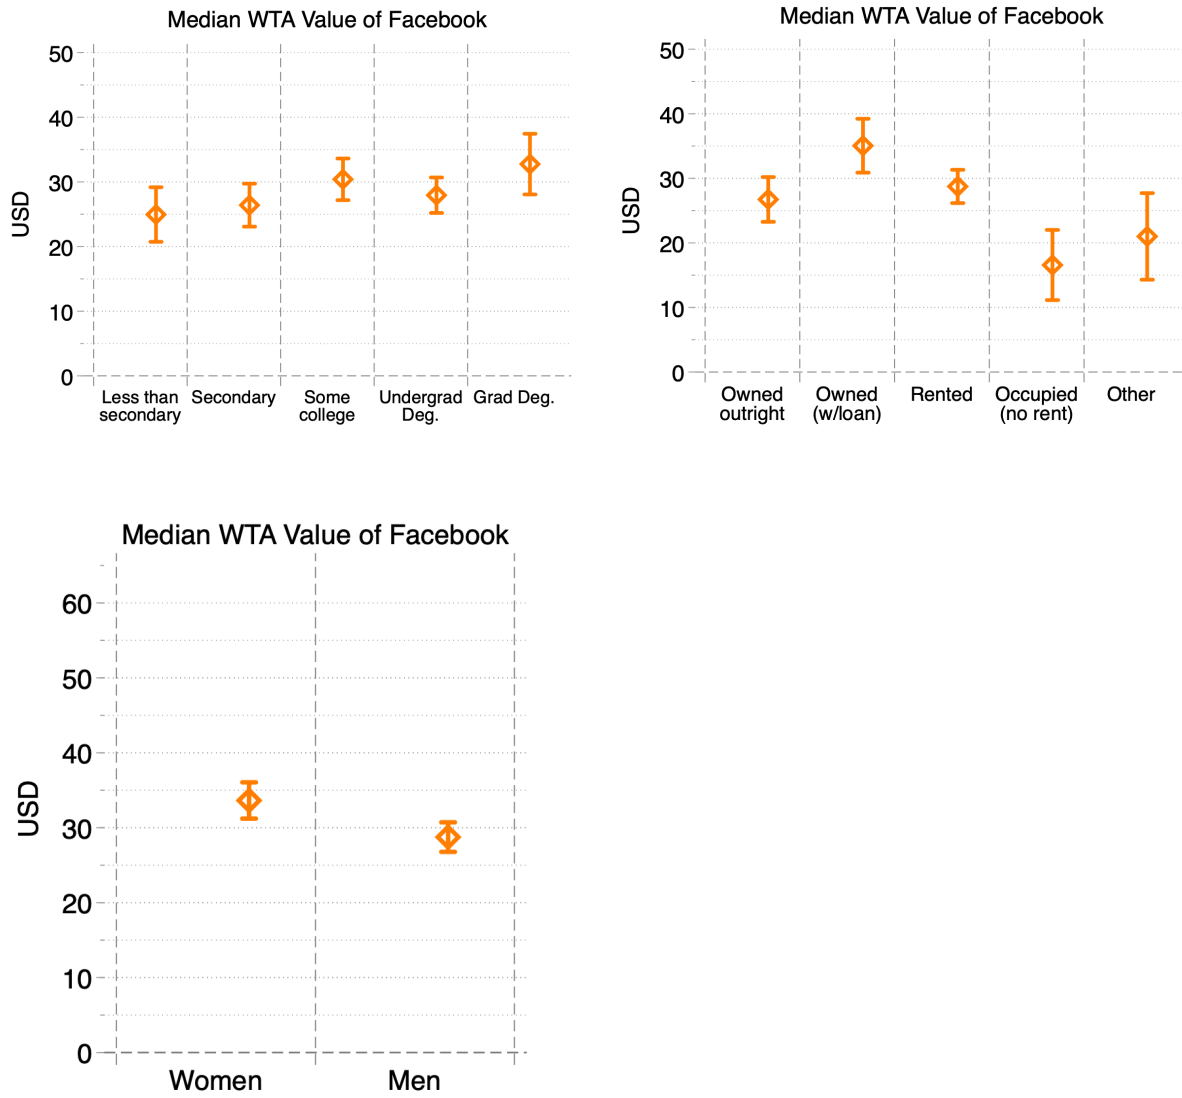 Median WTA Value of Facebook
50
40
30
20
10
0
USD
Less than
secondary
Secondary
Some
college
Undergrad
Deg.
Grad Deg.
Median WTA Value of Facebook
50
40
30
20
10
0
USD
Owned
outright
Owned
(w/loan)
Rented
Occupied
(no rent)
Other
Median WTA Value of Facebook
60
50
40
30
20
10
0
USD
Women
Men